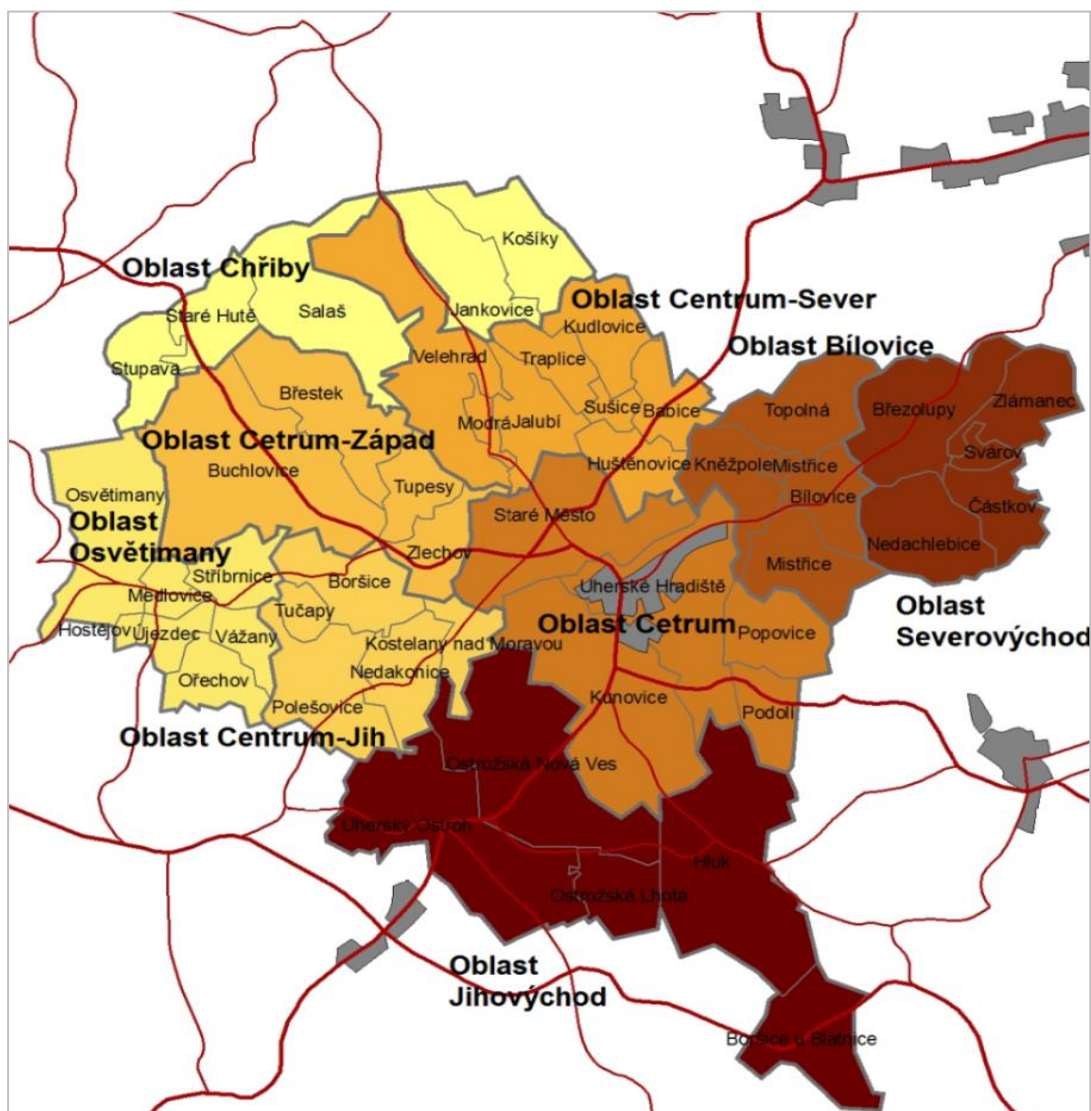 Košíky
Oblast Chřiby
Oblast Centrum-Sever
Salaš
Staré Hutě
Jankovice
Kudlovice
Oblast Bílovice
Stupava
Velehrad
Traplice
Břestek
Zlámanec
Topolná
Březolupy
Modrá
Jalubí
Sušice
Babice
Oblast Cetrum-Západ
Svárov
Buchlovice
Huštěnovice
Kněžpole
Mistřice
Tupesy
Osvětimany
Bílovice
Částkov
Staré Město
Oblast
Osvětimany
Nedachlebice
Zlechov
Mistřice
Stříbrnice
Boršice
Uherské Hradiště
Medlovice
Tučapy
Oblast
Severovýchod
Oblast Cetrum
Hostějov
Újezdec
Vážany
Kostelany nad Moravou
Popovice
Nedakonice
Ořechov
Kunovice
Polešovice
Podolí
Oblast Centrum-Jih
Ostrožská Nová Ves
Uherský Ostroh
Hluk
Ostrožská Lhota
Oblast
Jihovýchod
Boršice u Blatnice